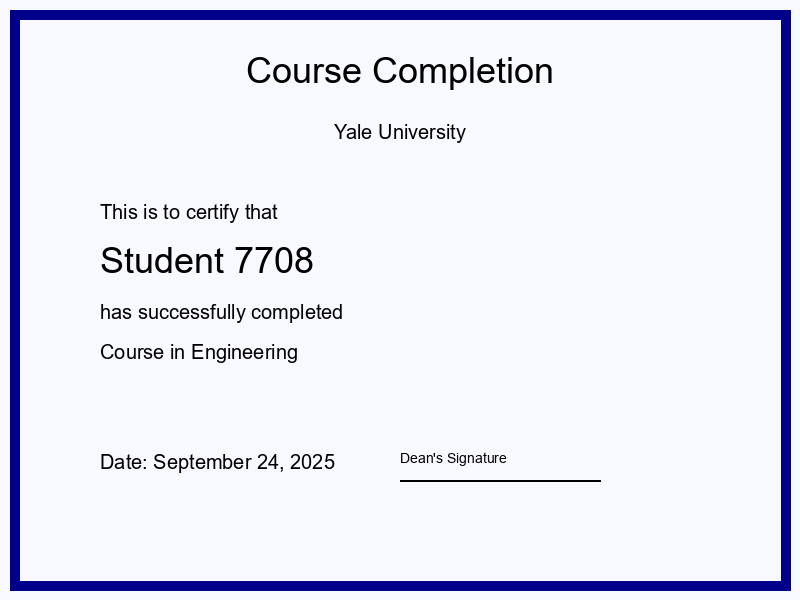 Course Completion
Yale University
This is to certify that
Student 7708
has successfully completed
Course in Engineering
Date: September 24, 2025
Dean's Signature